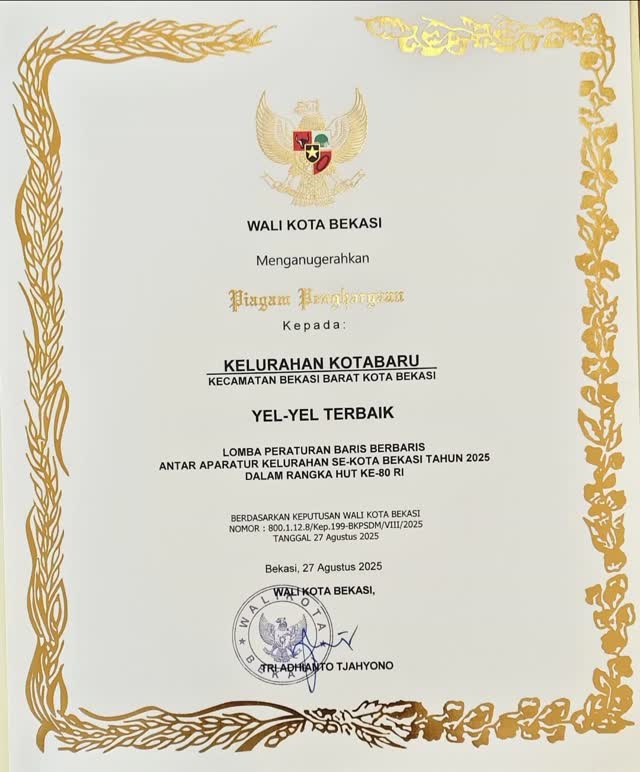 WALI KOTA BEKASI
Menganugerahkan
Piagam Penghargaan
Kepada:
KELURAHAN KOTABARU
KECAMATAN BEKASI BARAT KOTA BEKASI
YEL-YEL TERBAIK
LOMBA PERATURAN BARIS BERBARIS
ANTAR APARATUR KELURAHAN SE-KOTA BEKASI TAHUN 2025
DALAM RANGKA HUT KE-80 RI
BERDASARKAN KEPUTUSAN WALI KOTA BEKASI
NOMOR : 800.1.12.8/Kep.199-BKPSDM/VIII/2025
TANGGAL 27 Agustus 2025
Bekasi, 27 Agustus 2025
WALI KOTA BEKASI,
WALI KOTA
BEKASI
TRI ADHIANTO TJAHYONO